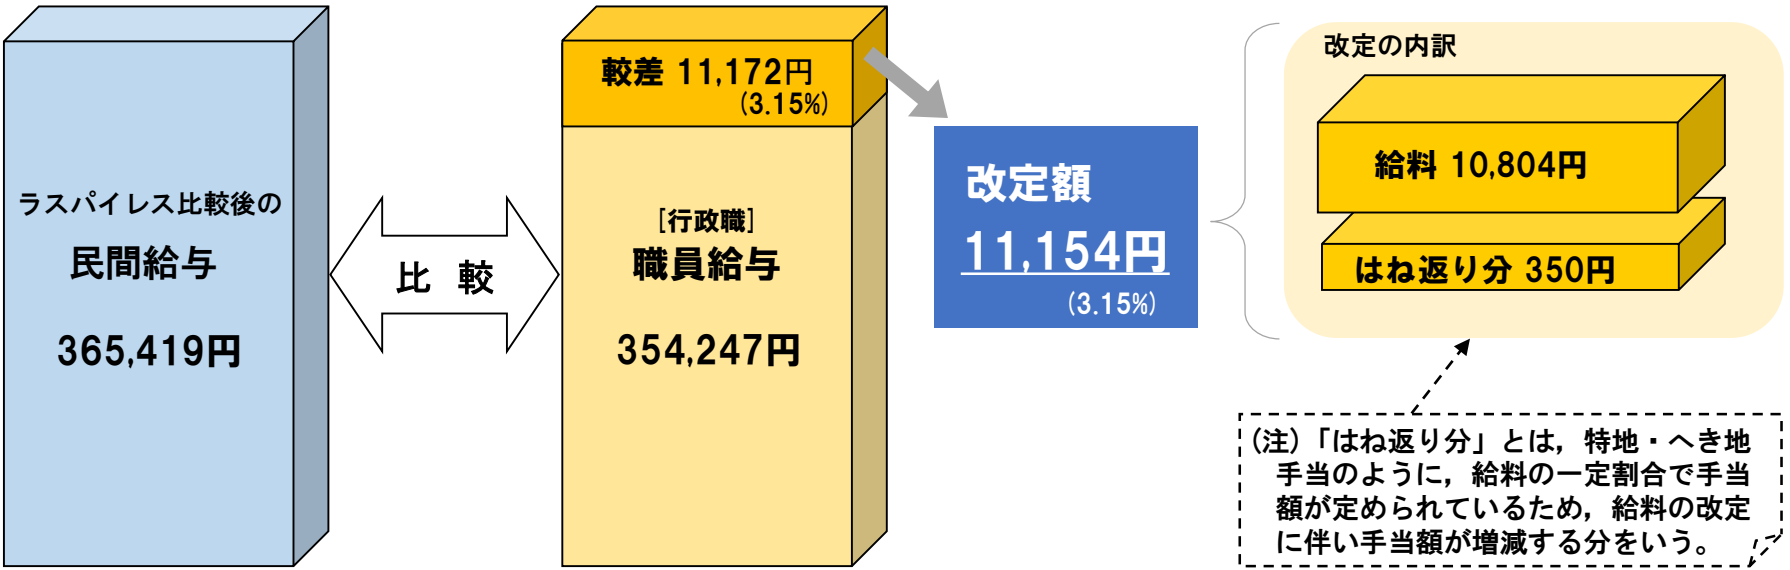 ラスパイレス比較後の
民間給与
365,419円
比 較
較差 11,172円
(3.15%)
[行政職]
職員給与
354,247円
改定額
11,154円
(3.15%)
改定の内訳
給料 10,804円
はね返り分 350円
(注)「はね返り分」とは，特地・へき地
手当のように，給料の一定割合で手当
額が定められているため，給料の改定
に伴い手当額が増減する分をいう。